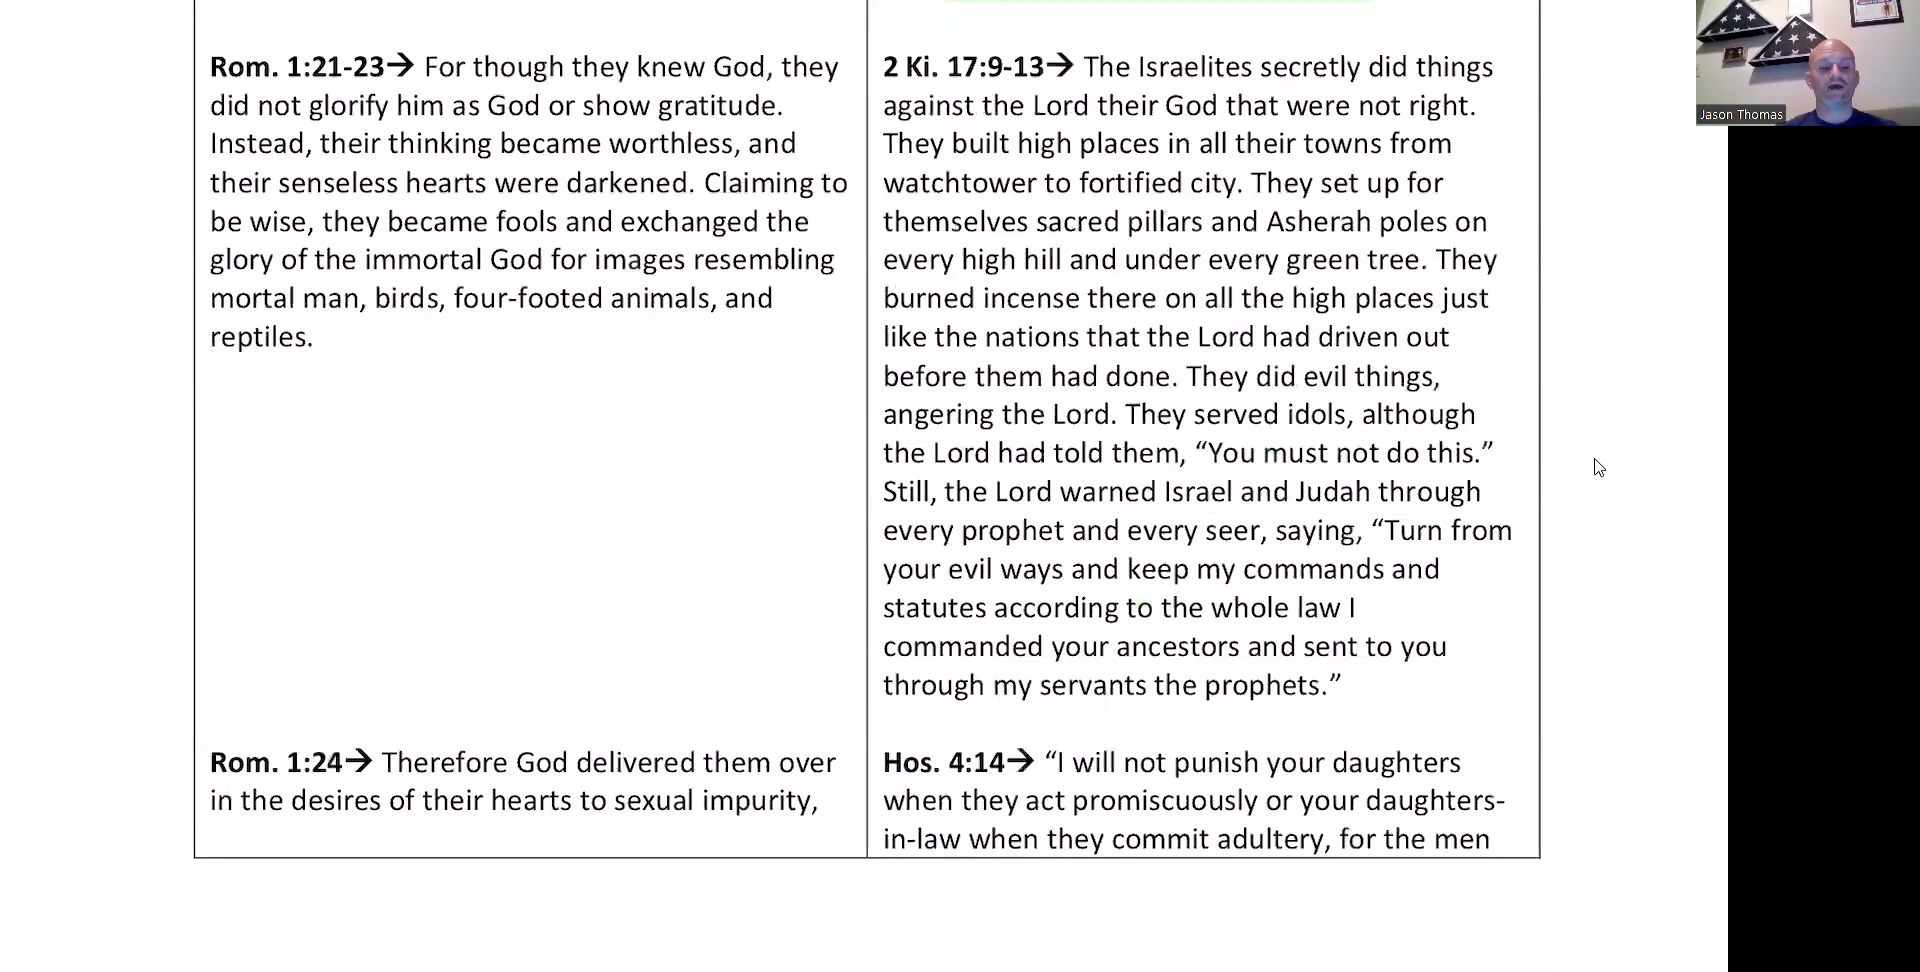 Rom. 1:21-23→ For though they knew God, they
did not glorify him as God or show gratitude.
Instead, their thinking became worthless, and
their senseless hearts were darkened. Claiming to
be wise, they became fools and exchanged the
glory of the immortal God for images resembling
mortal man, birds, four-footed animals, and
reptiles.
Rom. 1:24→ Therefore God delivered them over
in the desires of their hearts to sexual impurity,
2 Ki. 17:9-13→ The Israelites secretly did things
against the Lord their God that were not right.
They built high places in all their towns from
watchtower to fortified city. They set up for
themselves sacred pillars and Asherah poles on
every high hill and under every green tree. They
burned incense there on all the high places just
like the nations that the Lord had driven out
before them had done. They did evil things,
angering the Lord. They served idols, although
the Lord had told them, “You must not do this.”
Still, the Lord warned Israel and Judah through
every prophet and every seer, saying, “Turn from
your evil ways and keep my commands and
statutes according to the whole law I
commanded your ancestors and sent to you
through my servants the prophets.”
Hos. 4:14→ “I will not punish your daughters
when they act promiscuously or your daughters-
in-law when they commit adultery, for the men
Jason Thomas